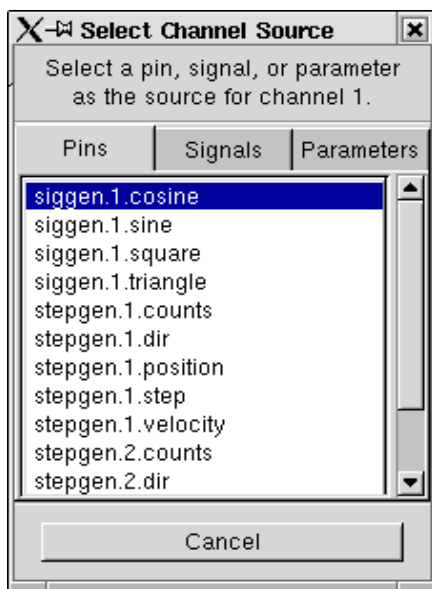 Select Channel Source
Select a pin, signal, or parameter
as the source for channel 1.
Pins Signals Parameters
siggen.1.cosine
siggen.1.sine
siggen.1.square
siggen.1.triangle
stepgen.1.counts
stepgen.1.dir
stepgen.1.position
stepgen.1.step
stepgen.1.velocity
stepgen.2.counts
stepgen.2.dir
Cancel